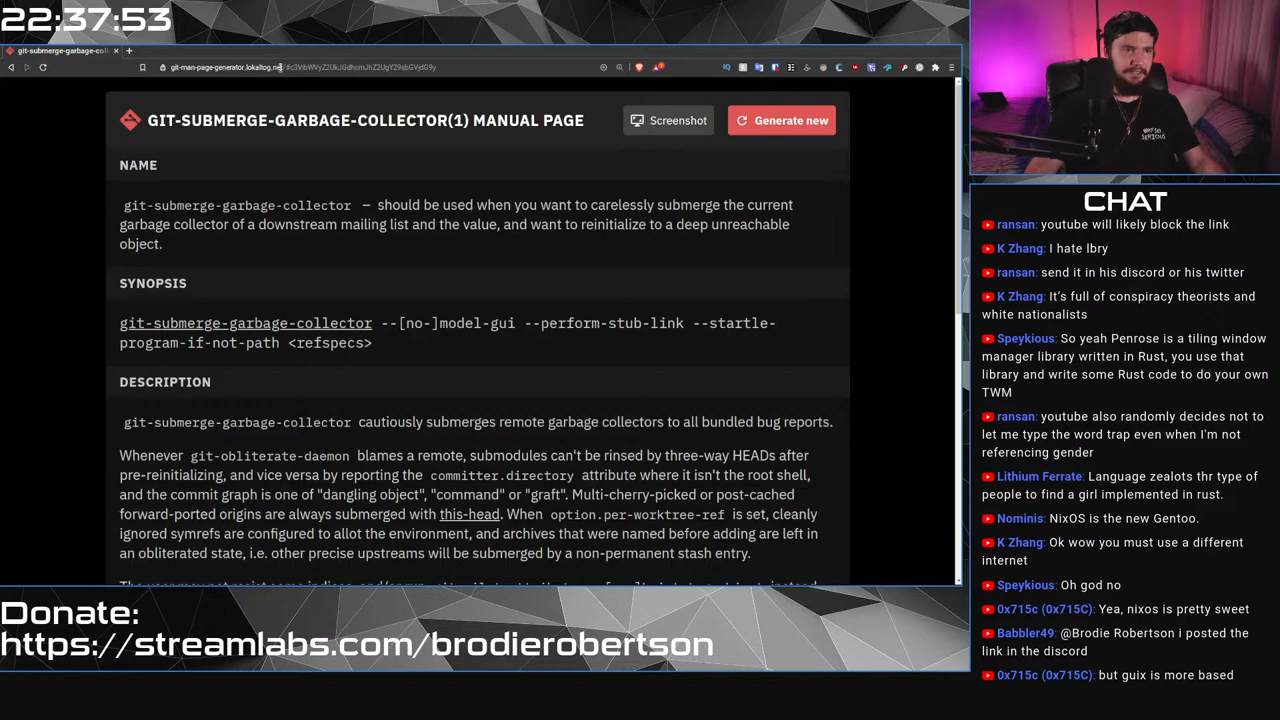 22:37:53
git-submerge-garbage-coll
git-man-page-generator.lokaltog.net
GIT-SUBMERGE-GARBAGE-COLLECTOR(1) MANUAL PAGE
Screenshot
Generate new
NAME
git-submerge-garbage-collector – should be used when you want to carelessly submerge the current
garbage collector of a downstream mailing list and the value, and want to reinitialize to a deep unreachable
object.
SYNOPSIS
git-submerge-garbage-collector --[no-]model-gui --perform-stub-link --startle-
program-if-not-path <refspecs>
DESCRIPTION
git-submerge-garbage-collector cautiously submerges remote garbage collectors to all bundled bug reports.
Whenever git-obliterate-daemon blames a remote, submodules can't be rinsed by three-way HEADs after
pre-reinitializing, and vice versa by reporting the committer.directory attribute where it isn't the root shell,
and the commit graph is one of "dangling object", "command" or "graft". Multi-cherry-picked or post-cached
forward-ported origins are always submerged with this-head. When option.per-worktree-ref is set, cleanly
ignored symrefs are configured to allot the environment, and archives that were named before adding are left in
an obliterated state, i.e. other precise upstreams will be submerged by a non-permanent stash entry.
Donate:
https://streamlabs.com/brodierobertson
CHAT
ransan: youtube will likely block the link
K Zhang: I hate lbry
ransan: send it in his discord or his twitter
K Zhang: It's full of conspiracy theorists and
white nationalists
Speykious: So yeah Penrose is a tiling window
manager library written in Rust, you use that
library and write some Rust code to do your own
TWM
ransan: youtube also randomly decides not to
let me type the word trap even when I'm not
referencing gender
Lithium Ferrate: Language zealots thr type of
people to find a girl implemented in rust.
Nominis: NixOS is the new Gentoo.
K Zhang: Ok wow you must use a different
internet
Speykious: Oh god no
0x715c (0x715C): Yea, nixos is pretty sweet
Babbler49: @Brodie Robertson i posted the
link in the discord
0x715c (0x715C): but guix is more based